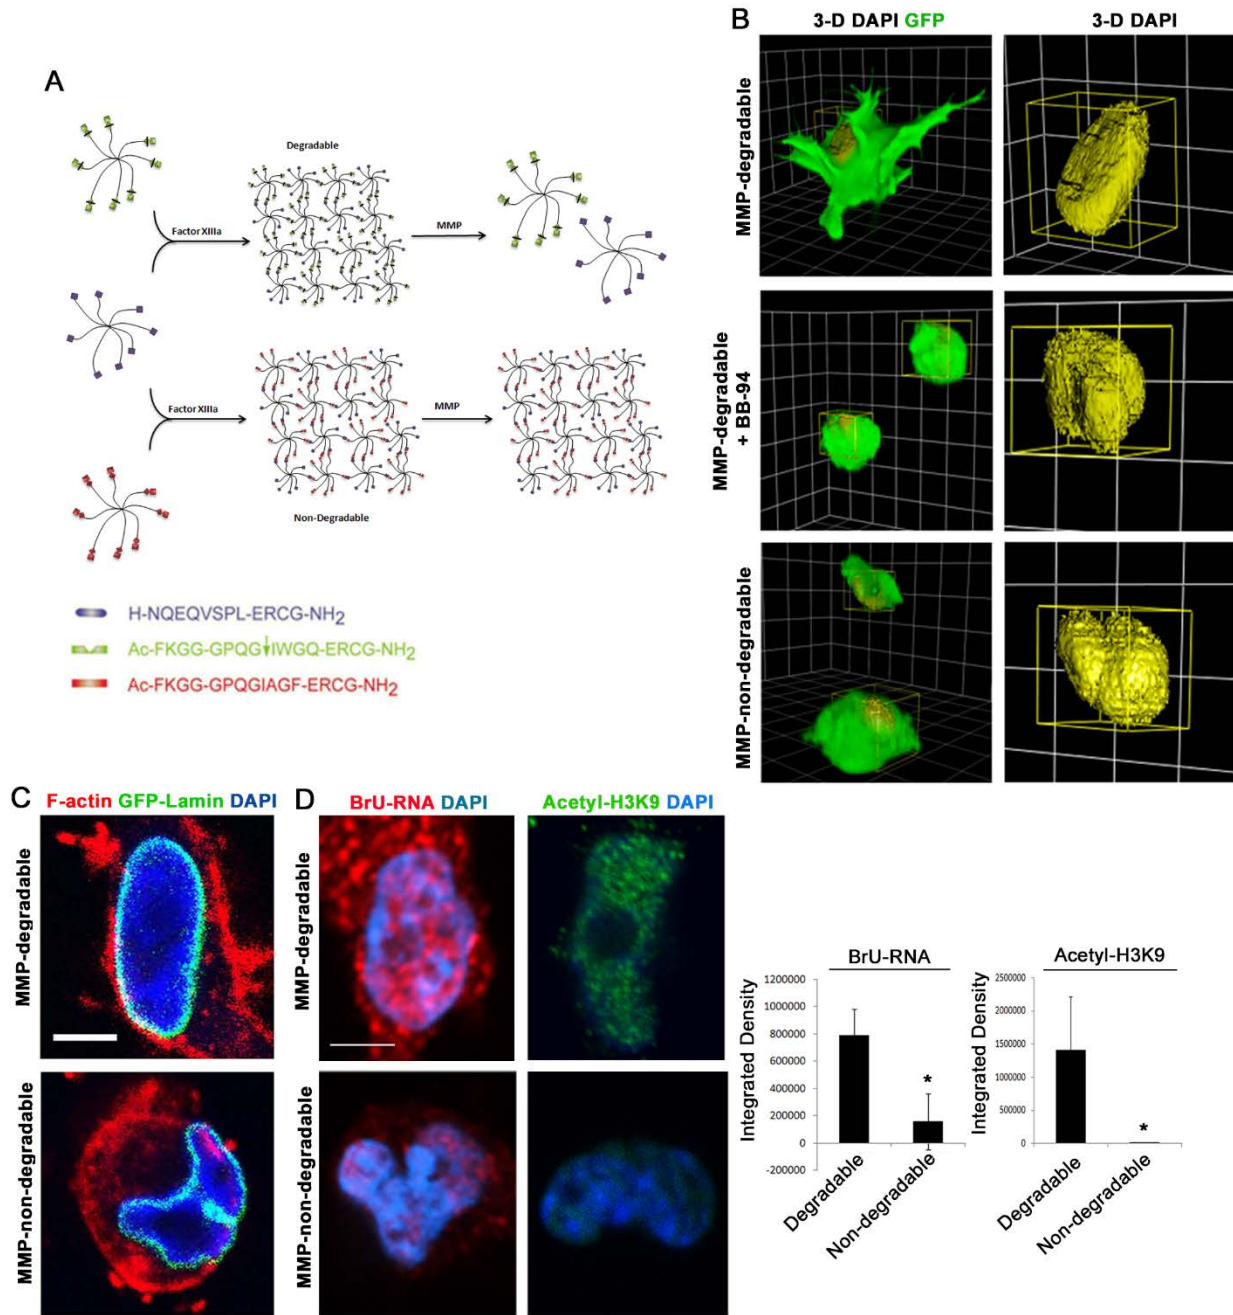 A
Degradable
Factor XIIIa
MMP
Factor XIIIa
MMP
Non-Degradable
H-NQEQVSPL-ERCG-NH2
Ac-FKGG-GPQG↓IWGQ-ERCG-NH2
Ac-FKGG-GPQGIAGF-ERCG-NH2
B
3-D DAPI GFP
3-D DAPI
MMP-degradable
MMP-degradable
+ BB-94
MMP-non-degradable
C
F-actin GFP-Lamin DAPI
MMP-degradable
MMP-non-degradable
D
BrU-RNA DAPI
Acetyl-H3K9 DAPI
MMP-degradable
MMP-non-degradable
BrU-RNA
Integrated Density
1200000
1000000
800000
600000
400000
200000
0
-200000
*
Degradable
Non-degradable
Acetyl-H3K9
Integrated Density
2500000
2000000
1500000
1000000
500000
0
*
Degradable
Non-degradable